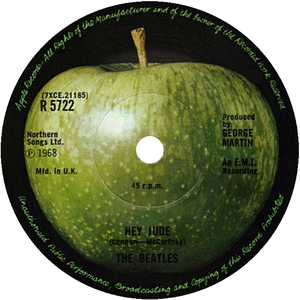 Apple Records · All Rights of the Manufacturer and of the Owner of the Recorded Work Reserved
(7XCE.21185)
R 5722
Northern
Songs Ltd.
℗ 1968
Mfd. in U.K.
Produced
by
GEORGE
MARTIN
An E.M.I.
Recording
45 r.p.m.
HEY JUDE
(Lennon—McCartney)
THE BEATLES
Unauthorised Public Performance, Broadcasting and Copying of this Record Prohibited